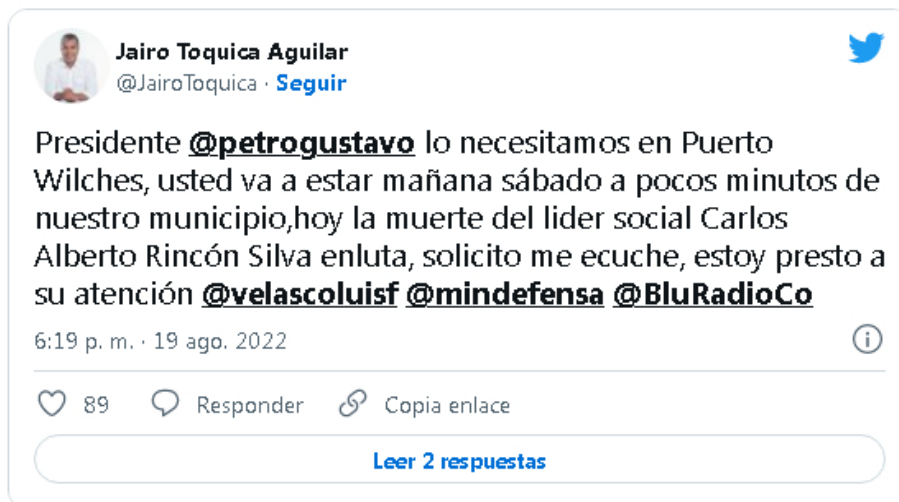 Jairo Toquica Aguilar
@JairoToquica · Seguir
Presidente @petrogustavo lo necesitamos en Puerto
Wilches, usted va a estar mañana sábado a pocos minutos de
nuestro municipio,hoy la muerte del lider social Carlos
Alberto Rincón Silva enluta, solicito me ecuche, estoy presto a
su atención @velascoluisf @mindefensa @BluRadioCo
6:19 p. m. · 19 ago. 2022
89 Responder Copia enlace
Leer 2 respuestas